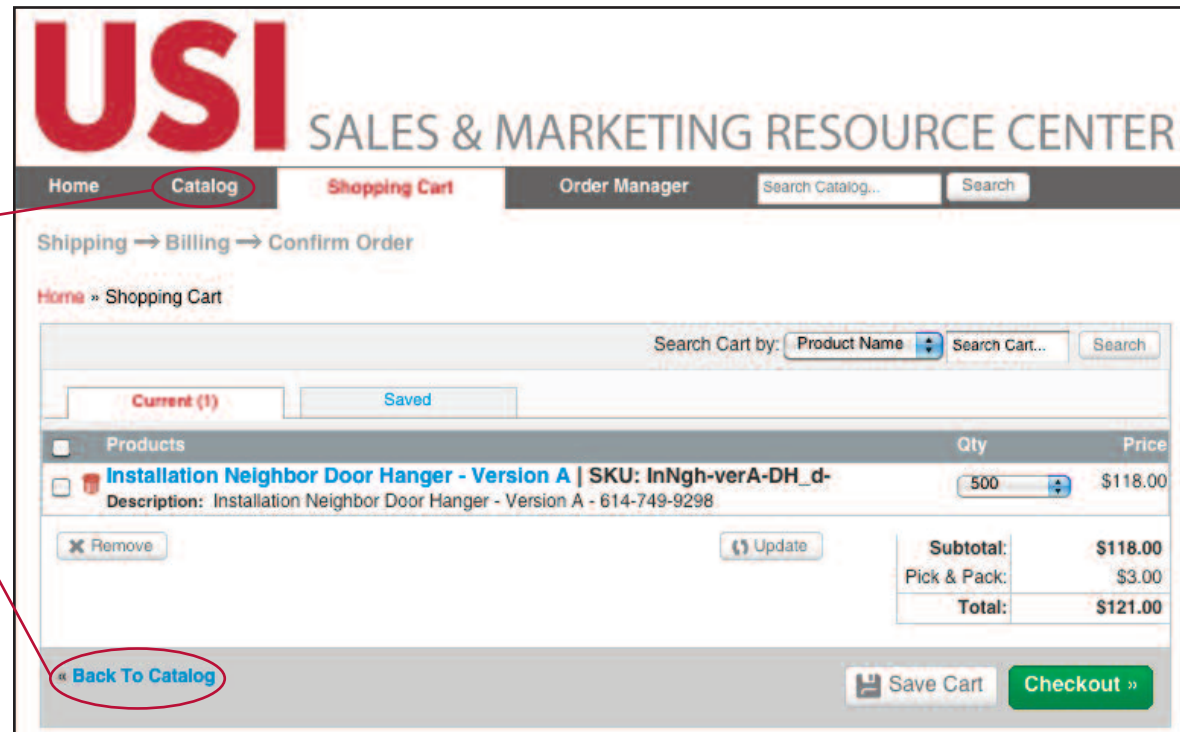 USI SALES & MARKETING RESOURCE CENTER
Home Catalog Shopping Cart Order Manager Search Catalog... Search
Shipping → Billing → Confirm Order
Home » Shopping Cart
Search Cart by: Product Name Search Cart... Search
Current (1) Saved
Products Qty Price
Installation Neighbor Door Hanger - Version A | SKU: InNgh-verA-DH_d-
500 $118.00
Description: Installation Neighbor Door Hanger - Version A - 614-749-9298
Remove Update Subtotal: $118.00
Pick & Pack: $3.00
Total: $121.00
« Back To Catalog Save Cart Checkout »